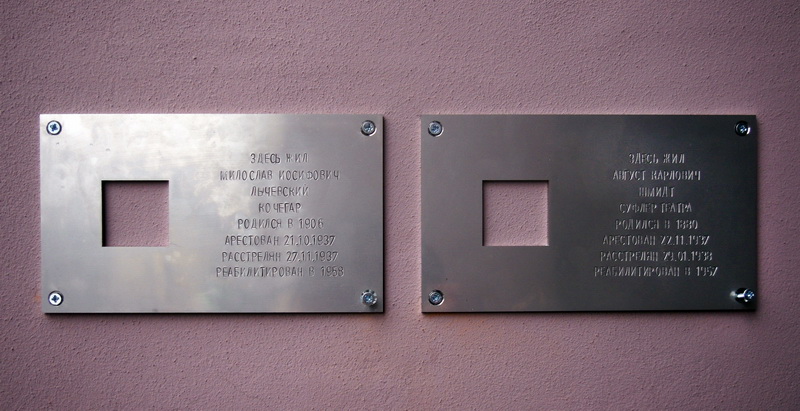 ЗДЕСЬ ЖИЛ
МИЛОСЛАВ ИОСИФОВИЧ
ЛЫЧЕВСКИЙ
КОЧЕГАР
РОДИЛСЯ В 1906
АРЕСТОВАН 21.10.1937
РАССТРЕЛЯН 27.11.1937
РЕАБИЛИТИРОВАН В 1968
ЗДЕСЬ ЖИЛ
АВГУСТ КАРЛОВИЧ
ШМИДТ
СУФЛЕР ТЕАТРА
РОДИЛСЯ В 1880
АРЕСТОВАН 22.11.1937
РАССТРЕЛЯН 29.01.1938
РЕАБИЛИТИРОВАН В 1957